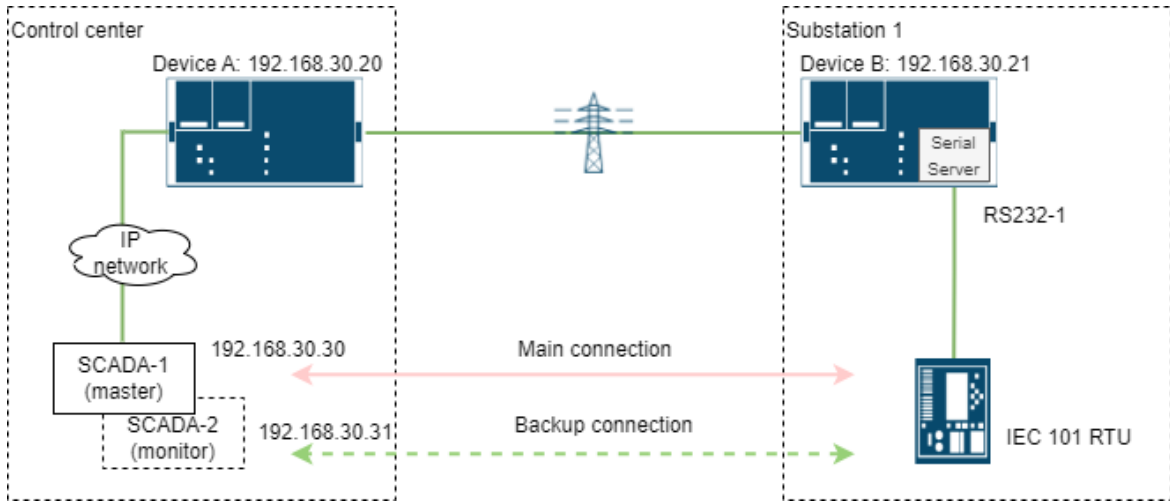 Control center
Substation 1
Device A: 192.168.30.20
Device B: 192.168.30.21
Serial
Server
RS232-1
IP
network
192.168.30.30
Main connection
SCADA-1
(master)
SCADA-2
(monitor)
192.168.30.31
Backup connection
IEC 101 RTU